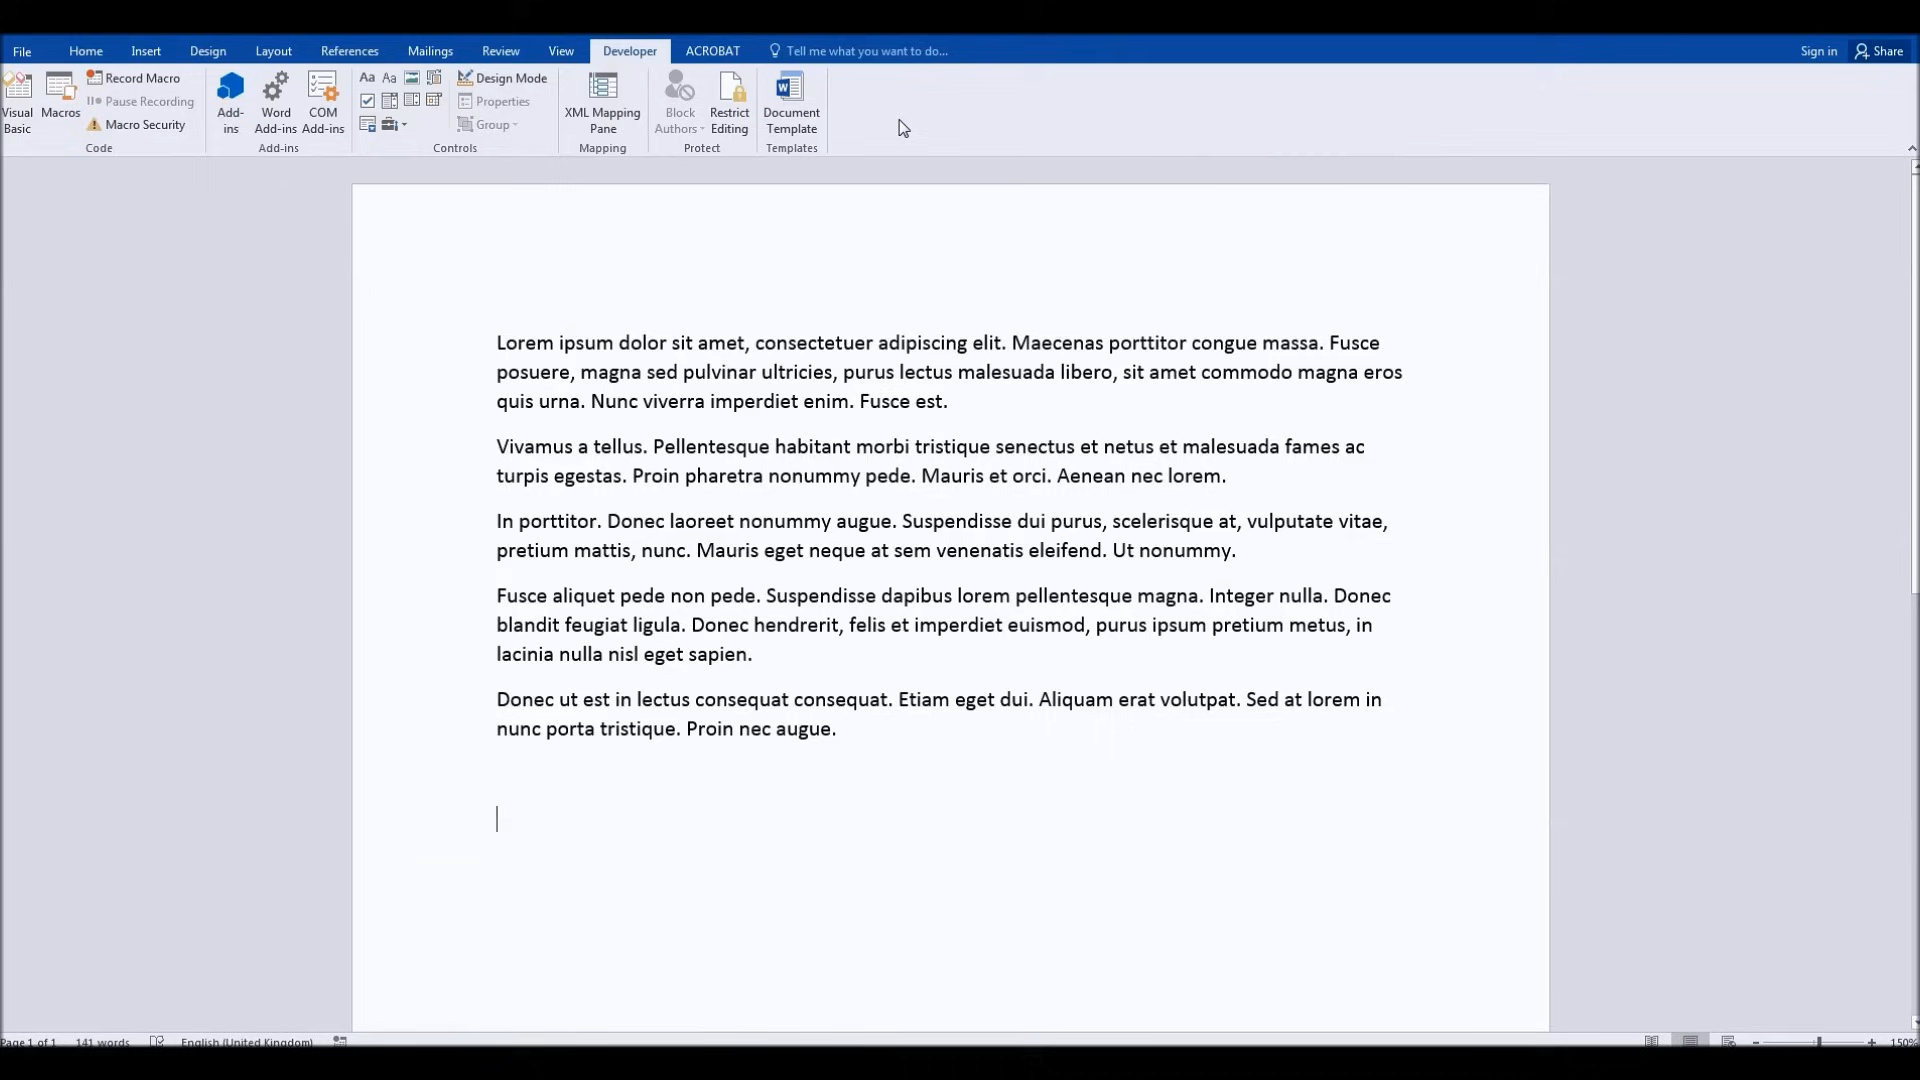 File Home Insert Design Layout References Mailings Review View Developer ACROBAT Tell me what you want to do... Sign in Share
Visual Basic
Macros
Record Macro
Pause Recording
Macro Security
Code
Add-ins
Word Add-ins
COM Add-ins
Add-ins
Aa Aa
Design Mode
Properties
Group
Controls
XML Mapping Pane
Mapping
Block Authors
Restrict Editing
Protect
Document Template
Templates
Lorem ipsum dolor sit amet, consectetuer adipiscing elit. Maecenas porttitor congue massa. Fusce
posuere, magna sed pulvinar ultricies, purus lectus malesuada libero, sit amet commodo magna eros
quis urna. Nunc viverra imperdiet enim. Fusce est.
Vivamus a tellus. Pellentesque habitant morbi tristique senectus et netus et malesuada fames ac
turpis egestas. Proin pharetra nonummy pede. Mauris et orci. Aenean nec lorem.
In porttitor. Donec laoreet nonummy augue. Suspendisse dui purus, scelerisque at, vulputate vitae,
pretium mattis, nunc. Mauris eget neque at sem venenatis eleifend. Ut nonummy.
Fusce aliquet pede non pede. Suspendisse dapibus lorem pellentesque magna. Integer nulla. Donec
blandit feugiat ligula. Donec hendrerit, felis et imperdiet euismod, purus ipsum pretium metus, in
lacinia nulla nisl eget sapien.
Donec ut est in lectus consequat consequat. Etiam eget dui. Aliquam erat volutpat. Sed at lorem in
nunc porta tristique. Proin nec augue.
Page 1 of 1 141 words English (United Kingdom) 150%